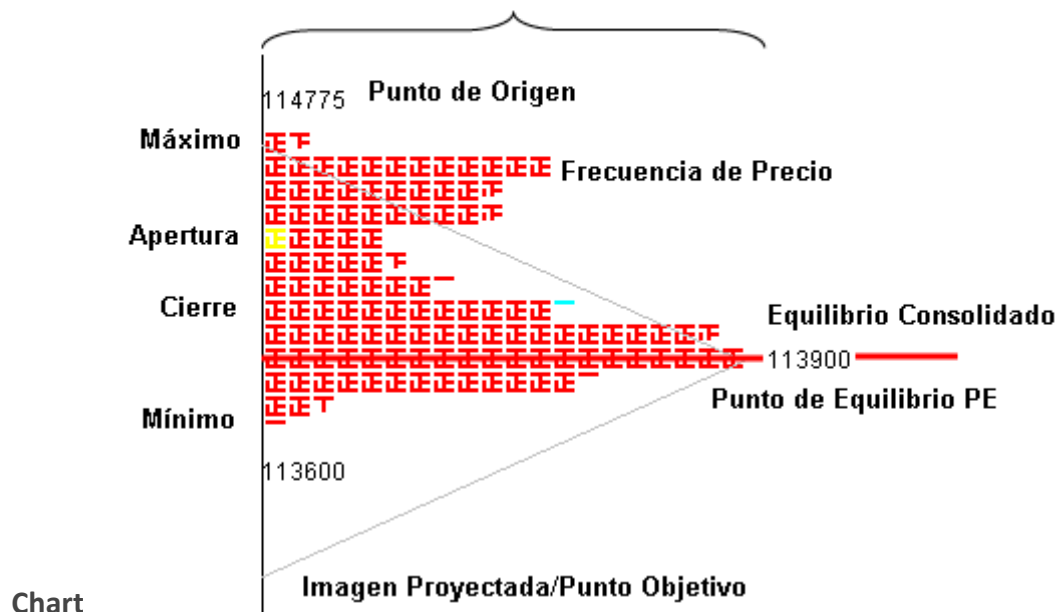 114775
Punto de Origen
Máximo
Frecuencia de Precio
Apertura
Cierre
Equilibrio Consolidado
113900
Punto de Equilibrio PE
Mínimo
113600
Imagen Proyectada/Punto Objetivo
Chart